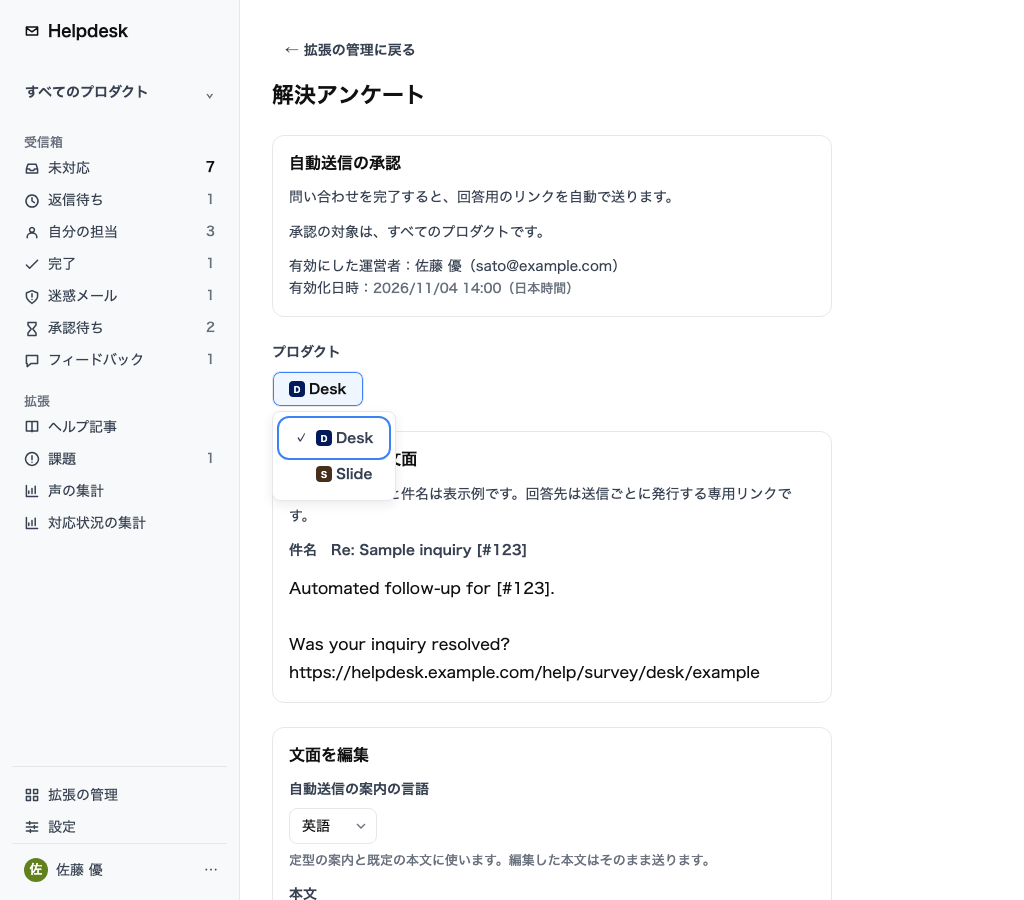 Helpdesk
すべてのプロダクト
受信箱
未対応 7
返信待ち 1
自分の担当 3
完了 1
迷惑メール 1
承認待ち 2
フィードバック 1
拡張
ヘルプ記事
課題 1
声の集計
対応状況の集計
拡張の管理
設定
佐 佐藤 優 …
← 拡張の管理に戻る
解決アンケート
自動送信の承認
問い合わせを完了すると、回答用のリンクを自動で送ります。
承認の対象は、すべてのプロダクトです。
有効にした運営者：佐藤 優（sato@example.com）
有効化日時：2026/11/04 14:00（日本時間）
プロダクト
D Desk
✓ D Desk
S Slide
文面
と件名は表示例です。回答先は送信ごとに発行する専用リンクで
す。
件名 Re: Sample inquiry [#123]
Automated follow-up for [#123].
Was your inquiry resolved?
https://helpdesk.example.com/help/survey/desk/example
文面を編集
自動送信の案内の言語
英語
定型の案内と既定の本文に使います。編集した本文はそのまま送ります。
本文